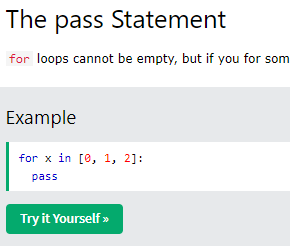 The pass Statement
for loops cannot be empty, but if you for som
Example
for x in [0, 1, 2]:
  pass
Try it Yourself »